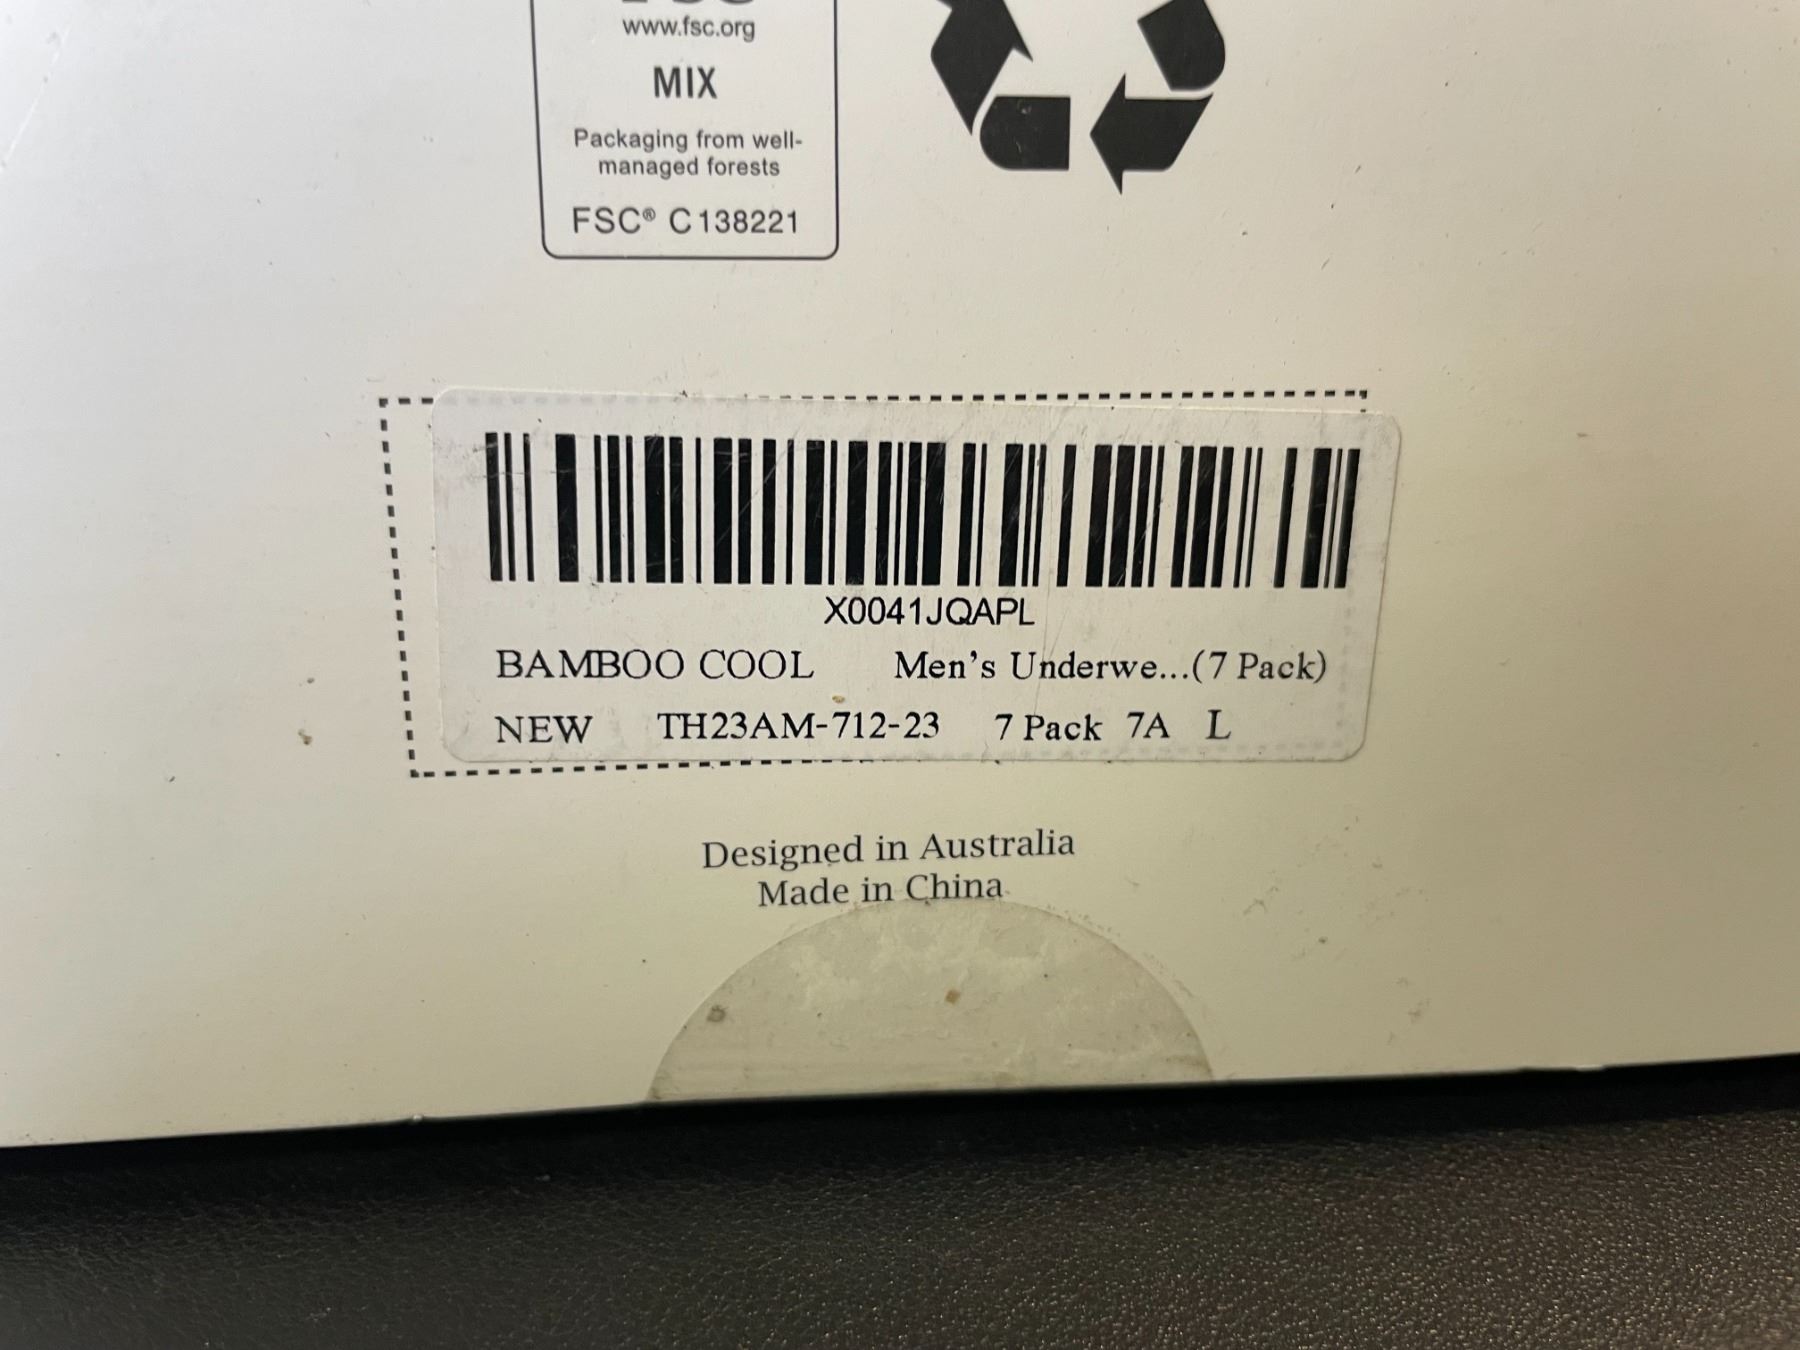 www.fsc.org
MIX
Packaging from well-
managed forests
FSC® C138221
X0041JQAPL
BAMBOO COOL Men's Underwe...(7 Pack)
NEW TH23AM-712-23 7 Pack 7A L
Designed in Australia
Made in China